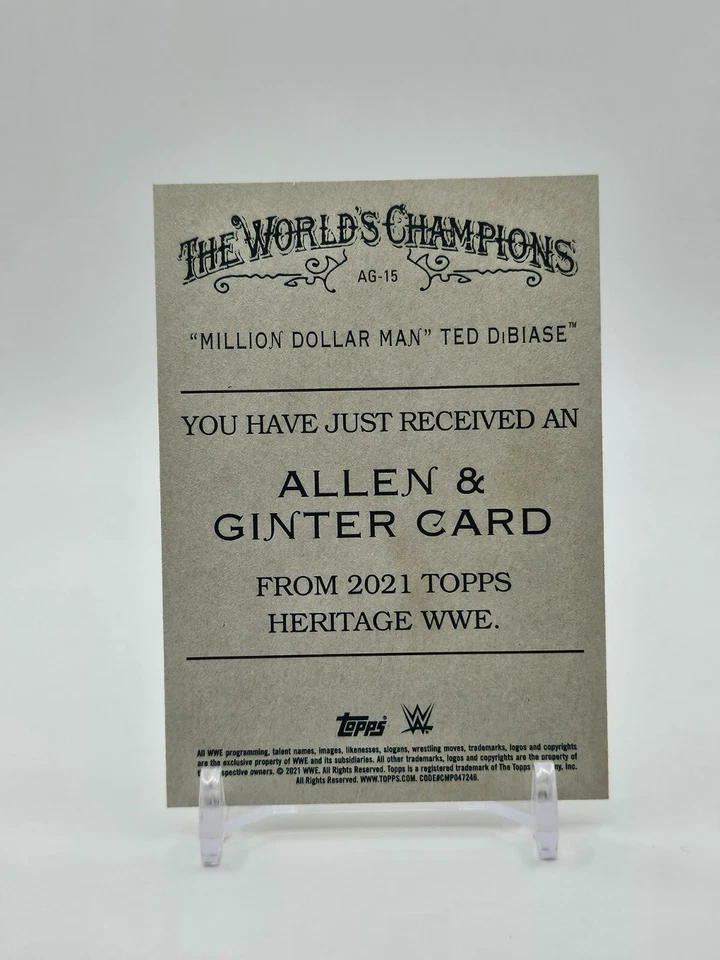 THE WORLD'S CHAMPIONS
AG-15
"MILLION DOLLAR MAN" TED DiBIASE™
YOU HAVE JUST RECEIVED AN
ALLEN &
GINTER CARD
FROM 2021 TOPPS
HERITAGE WWE.
topps® W
All WWE programming, talent names, images, likenesses, slogans, wrestling moves, trademarks, logos and copyrights
are the exclusive property of WWE and its subsidiaries. All other trademarks, logos and copyrights are the property of
spective owners. © 2021 WWE. All Rights Reserved. Topps is a registered trademark of The Topps ny, Inc.
All Rights Reserved. WWW.TOPPS.COM. CODE#CMP047246.